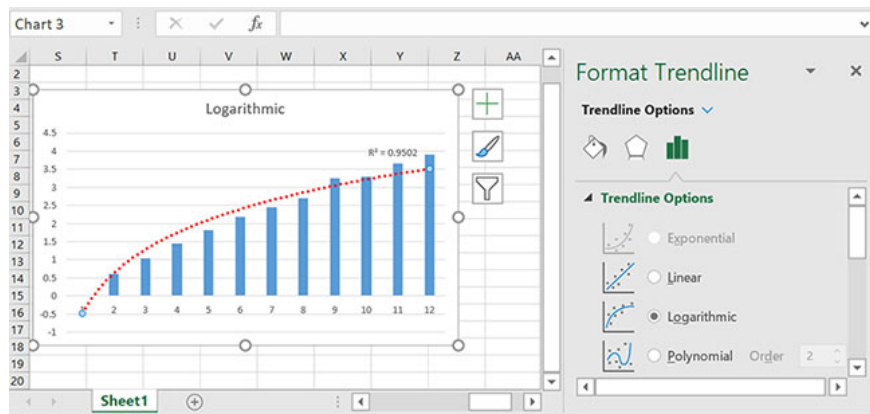 Chart 3
fx
S T U V W X Y Z AA
2
3
4
5
6
7
8
9
10
11
12
13
14
15
16
17
18
19
20
Logarithmic
4.5
4
3.5
3
2.5
2
1.5
1
0.5
0
-0.5
-1
R² = 0.9502
1 2 3 4 5 6 7 8 9 10 11 12
Sheet1
Format Trendline
Trendline Options
Trendline Options
Exponential
Linear
Logarithmic
Polynomial Order 2